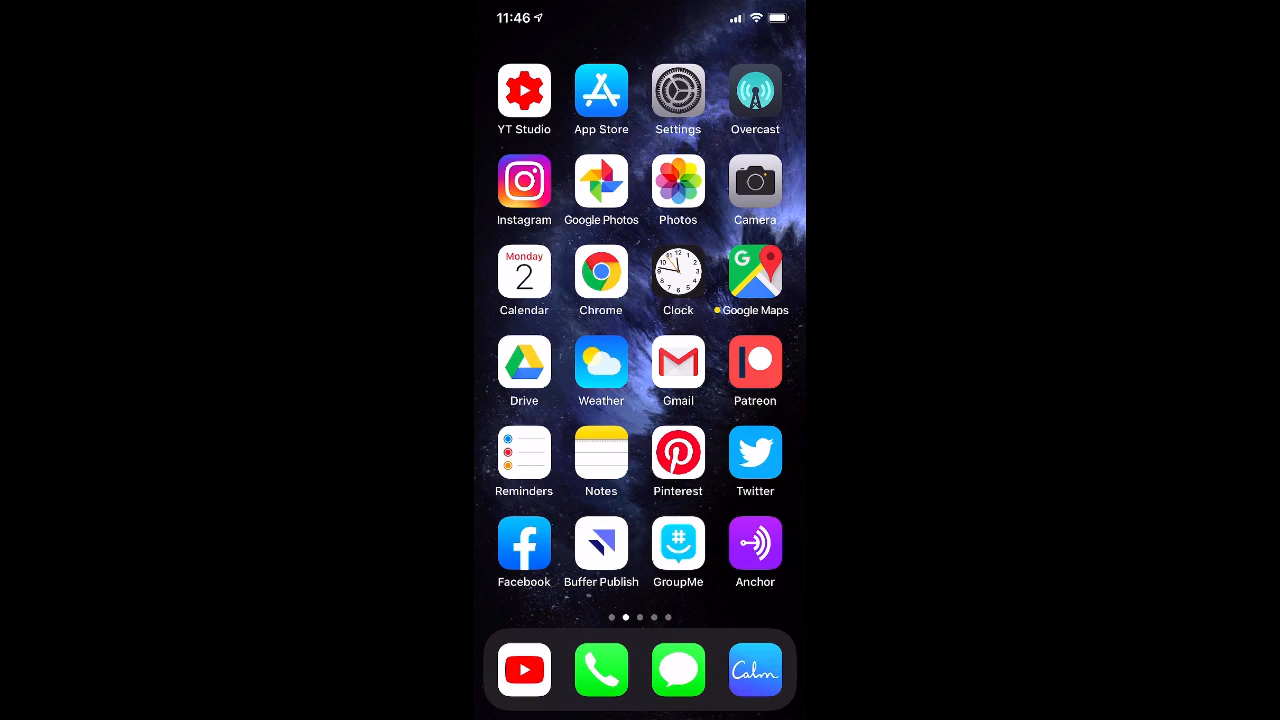 11:46
YT Studio App Store Settings Overcast
Instagram Google Photos Photos Camera
Monday
2
12
Calendar Chrome Clock Google Maps
Drive Weather Gmail Patreon
Reminders Notes Pinterest Twitter
Facebook Buffer Publish GroupMe Anchor
Calm